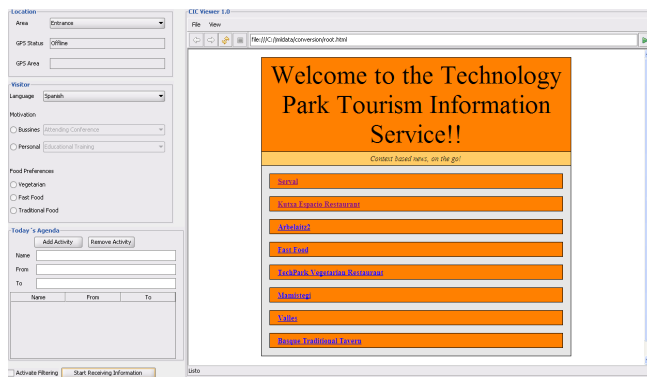 Location
Area Entrance
GPS Status Offline
GPS Area
Visitor
Language Spanish
Motivation
Bussines Attending Conference
Personal Educational Training
Food Preferences
Vegetarian
Fast Food
Traditional Food
Today´s Agenda
Add Activity Remove Activity
Name
From
To
Name From To
Activate Filtering Start Receiving Information
CIC Viewer 1.0
File View
file:///C:/midata/conversion/root.html
Welcome to the Technology
Park Tourism Information
Service!!
Context based news, on the go!
Serval
Kutxa Espacio Restaurant
Arbelaitz2
Fast Food
TechPark Vegetarian Restaurant
Mamistegi
Valles
Basque Traditional Tavern
Listo